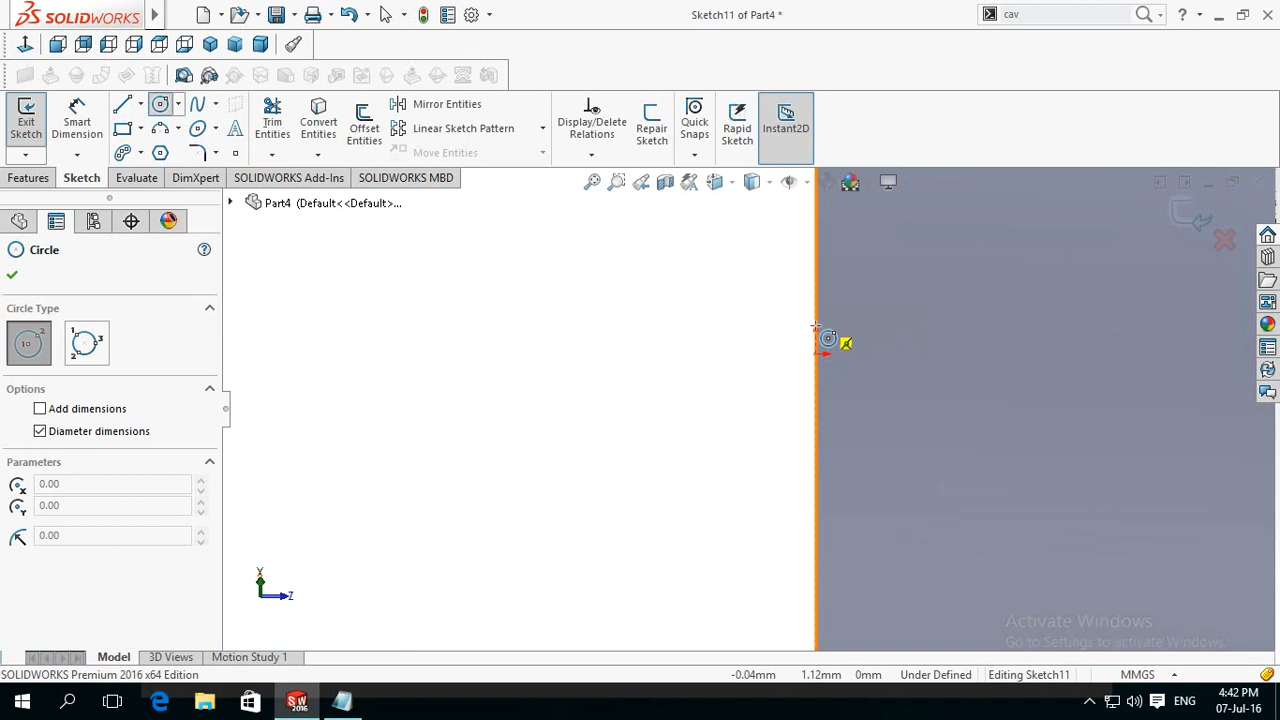 SOLIDWORKS
Sketch11 of Part4 *
cav
Exit Sketch
Smart Dimension
Trim Entities
Convert Entities
Offset Entities
Mirror Entities
Linear Sketch Pattern
Move Entities
Display/Delete Relations
Repair Sketch
Quick Snaps
Rapid Sketch
Instant2D
Features
Sketch
Evaluate
DimXpert
SOLIDWORKS Add-Ins
SOLIDWORKS MBD
Part4 (Default<<Default>...
Circle
Circle Type
Options
Add dimensions
Diameter dimensions
Parameters
0.00
0.00
0.00
Y
Z
Activate Windows
Go to Settings to activate Windows.
Model
3D Views
Motion Study 1
SOLIDWORKS Premium 2016 x64 Edition
-0.04mm
1.12mm
0mm
Under Defined
Editing Sketch11
MMGS
ENG
4:42 PM
07-Jul-16